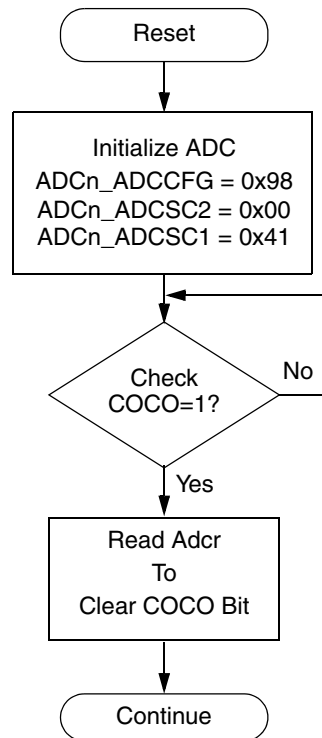 Reset
Initialize ADC
ADCn_ADCCFG = 0x98
ADCn_ADCSC2 = 0x00
ADCn_ADCSC1 = 0x41
Check
COCO=1?
No
Yes
Read Adcr
To
Clear COCO Bit
Continue